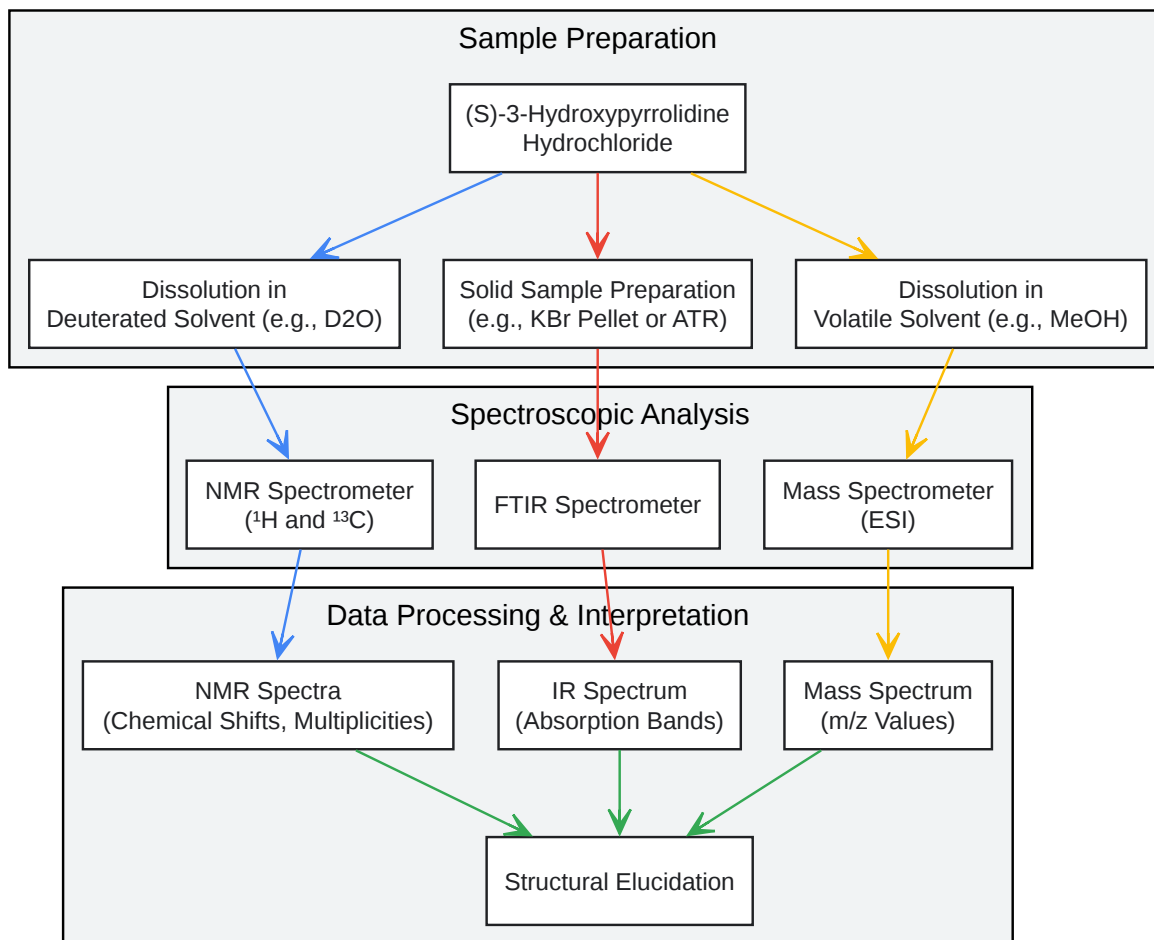 Sample Preparation
(S)-3-Hydroxypyrrolidine
Hydrochloride
Dissolution in
Deuterated Solvent (e.g., D2O)
Solid Sample Preparation
(e.g., KBr Pellet or ATR)
Dissolution in
Volatile Solvent (e.g., MeOH)
Spectroscopic Analysis
NMR Spectrometer
(¹H and ¹³C)
FTIR Spectrometer
Mass Spectrometer
(ESI)
Data Processing & Interpretation
NMR Spectra
(Chemical Shifts, Multiplicities)
IR Spectrum
(Absorption Bands)
Mass Spectrum
(m/z Values)
Structural Elucidation